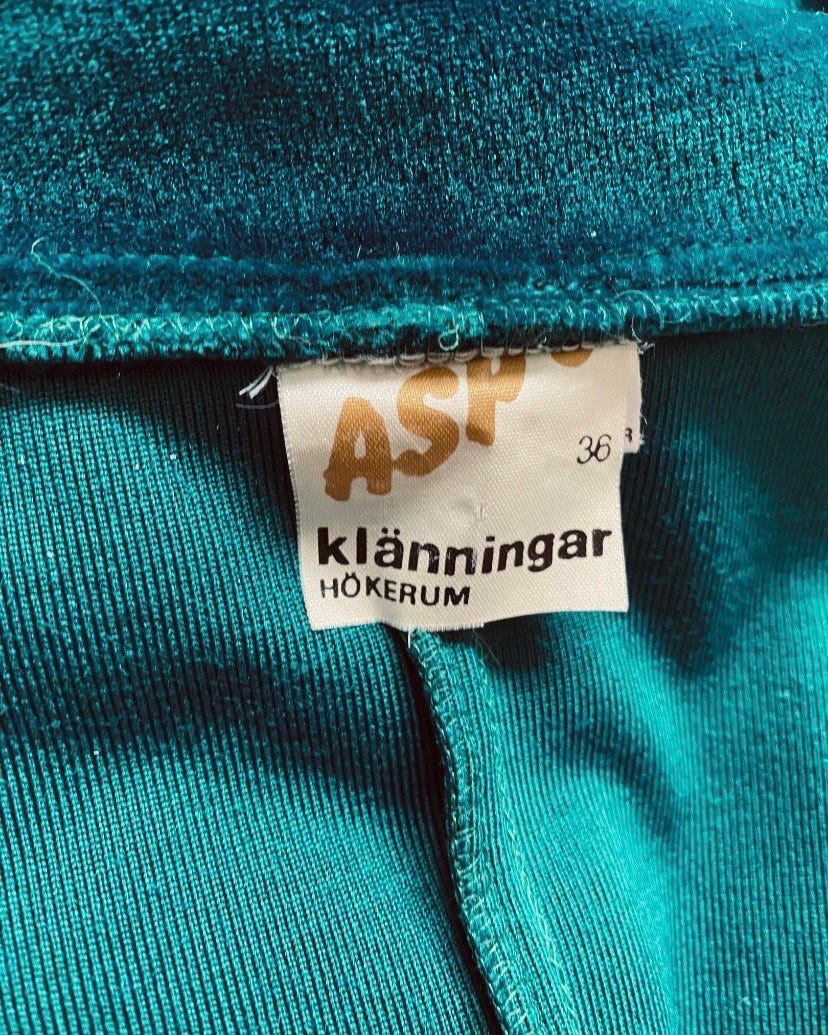 ASP
36
klänningar
HÖKERUM